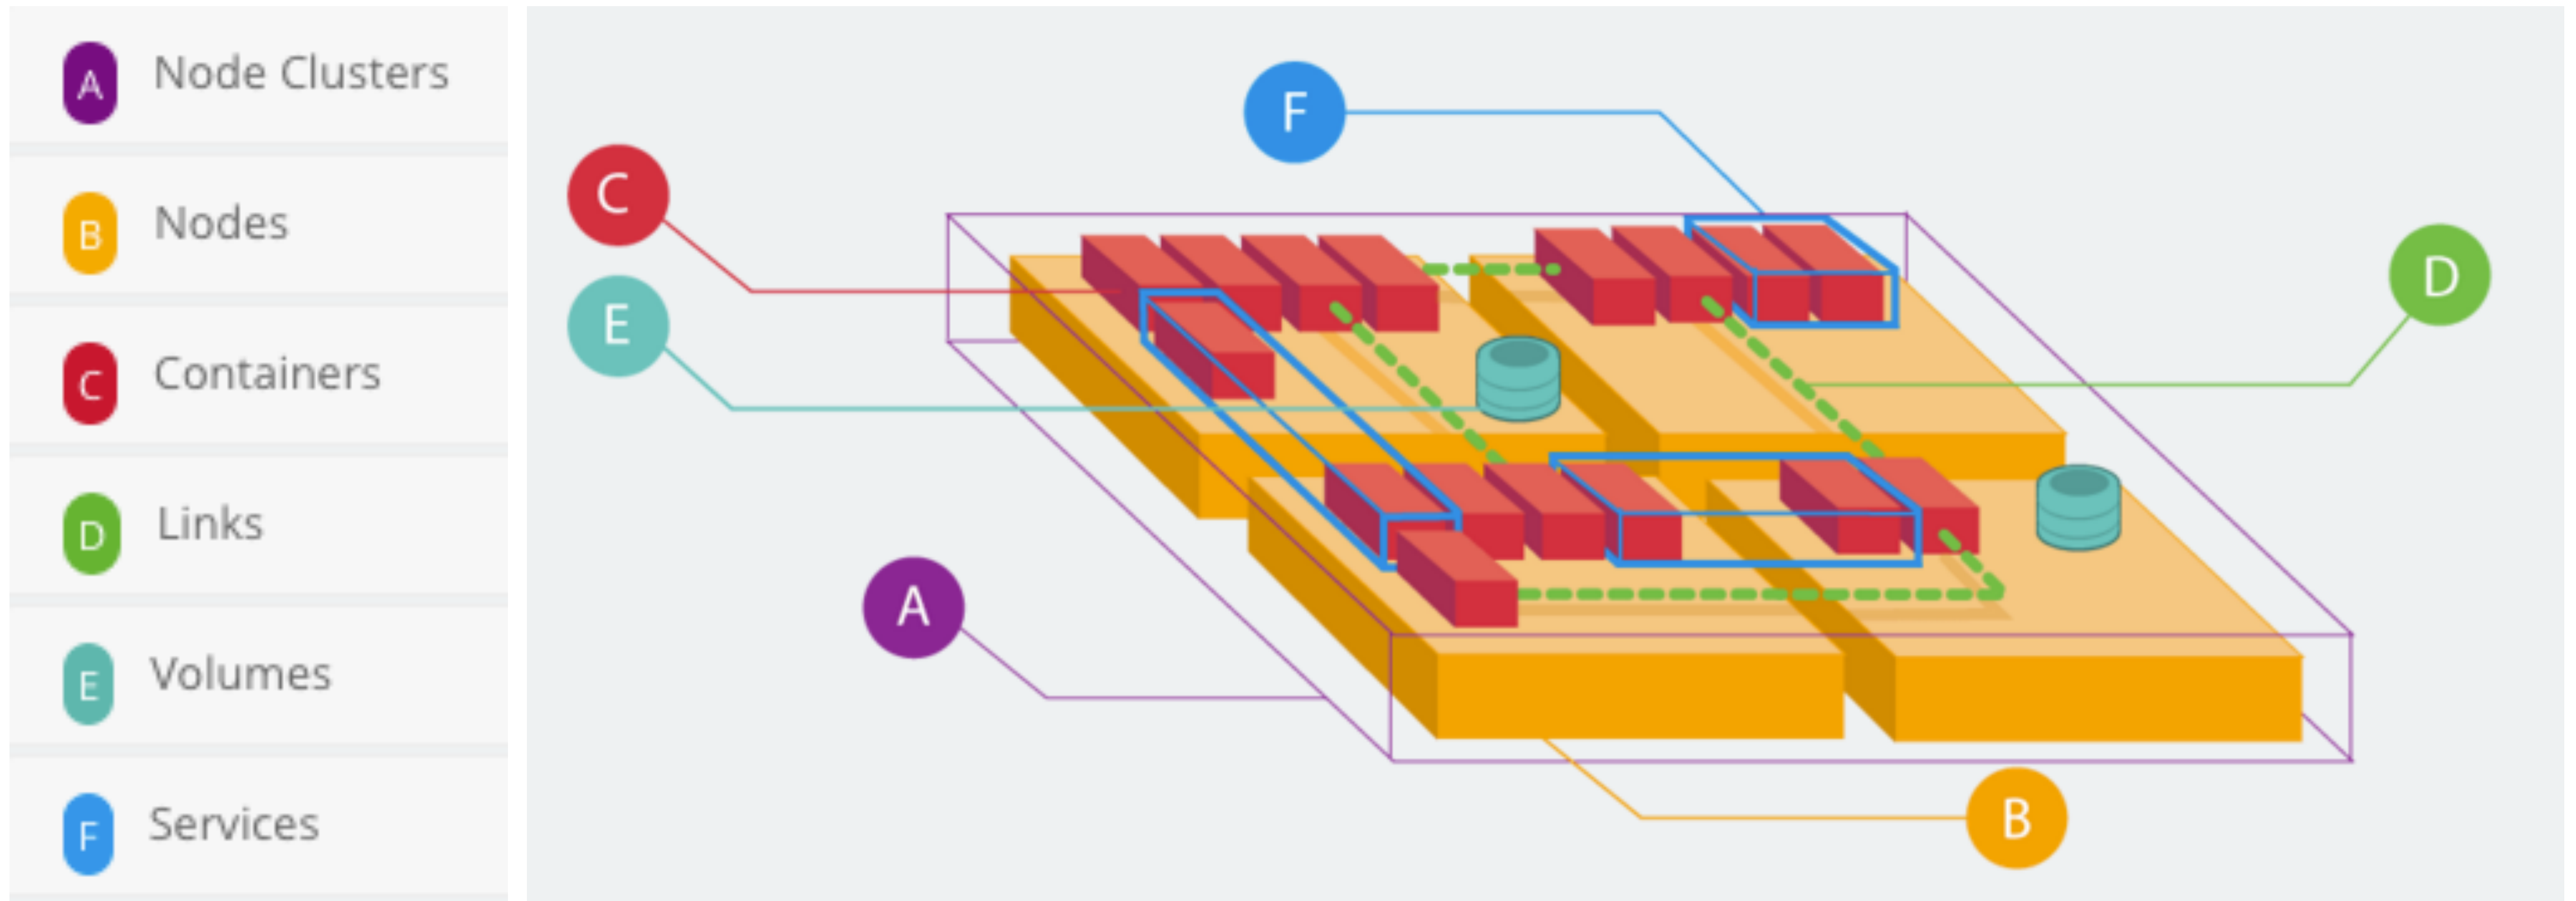 A Node Clusters
B Nodes
C Containers
D Links
E Volumes
F Services
F
C
D
E
A
B